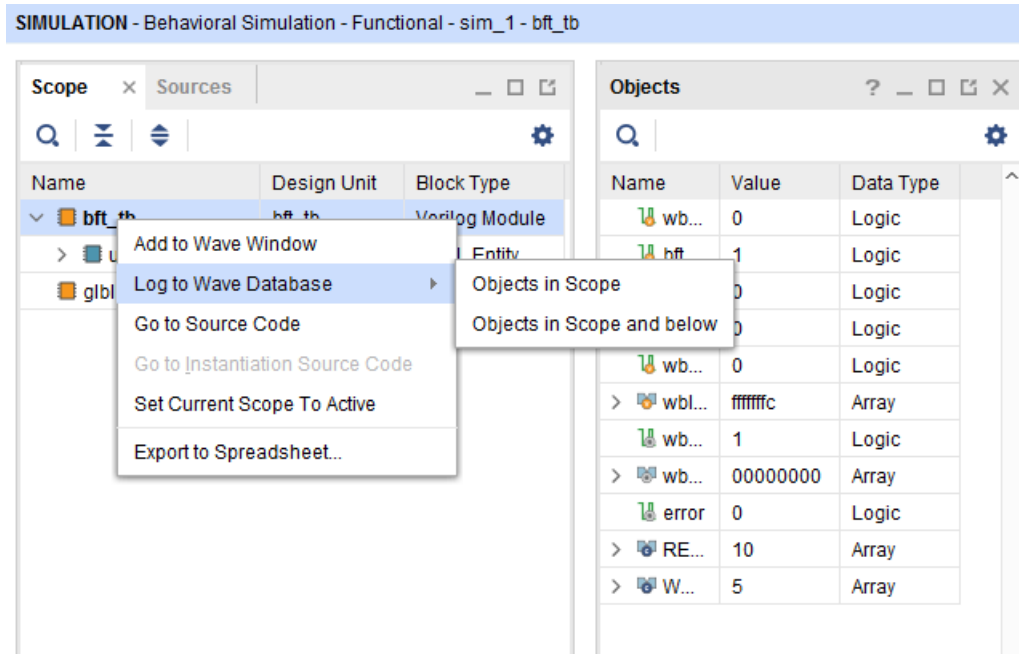 SIMULATION - Behavioral Simulation - Functional - sim_1 - bft_tb
Scope Sources
Name Design Unit Block Type
bft_tb bft_tb Verilog Module
Entity
glbl
Add to Wave Window
Log to Wave Database
Go to Source Code
Go to Instantiation Source Code
Set Current Scope To Active
Export to Spreadsheet...
Objects in Scope
Objects in Scope and below
Objects ?
Name Value Data Type
wb... 0 Logic
bft... 1 Logic
0 Logic
0 Logic
wb... 0 Logic
wbl... fffffffc Array
wb... 1 Logic
wb... 00000000 Array
error 0 Logic
RE... 10 Array
W... 5 Array